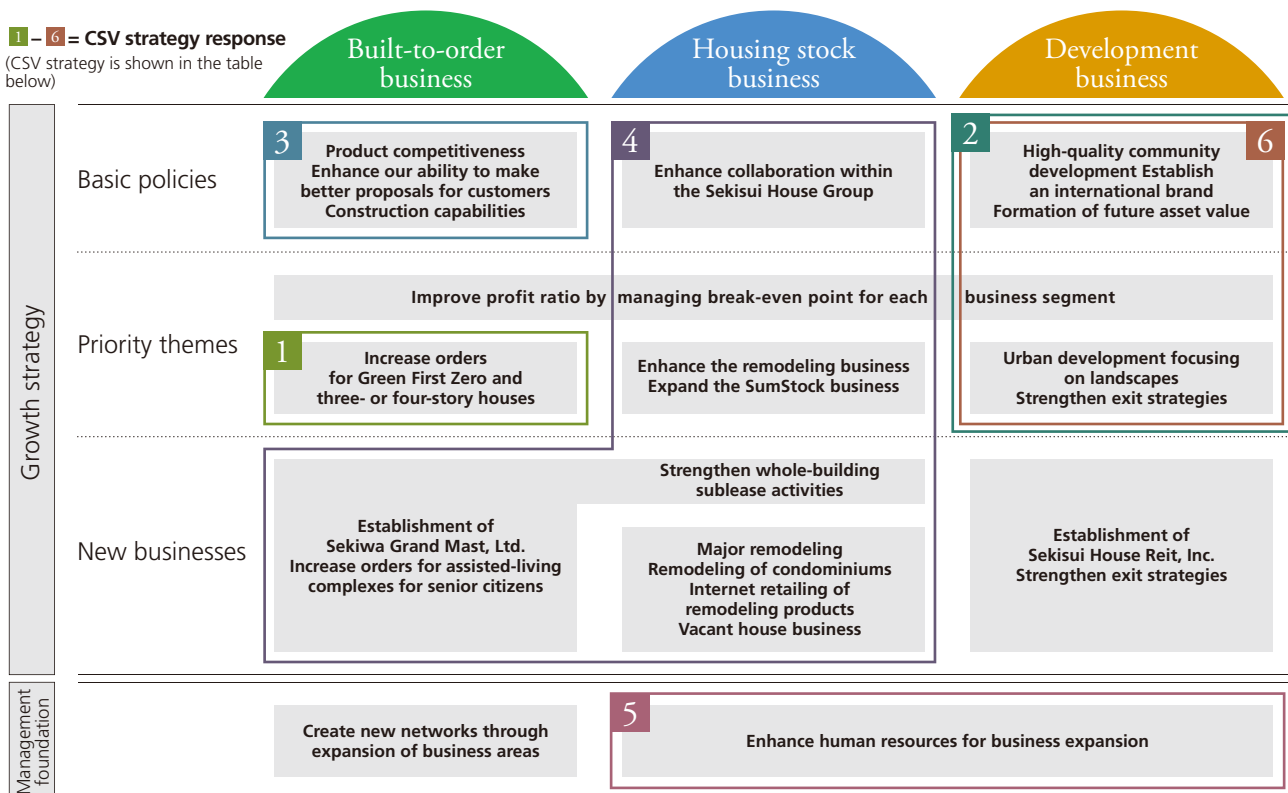 1 – 6 = CSV strategy response
(CSV strategy is shown in the table
below)
Built-to-order
business
Housing stock
business
Development
business
Growth strategy
Basic policies
3
Product competitiveness
Enhance our ability to make
better proposals for customers
Construction capabilities
4
Enhance collaboration within
the Sekisui House Group
2
6
High-quality community
development Establish
an international brand
Formation of future asset value
Priority themes
Improve profit ratio by managing break-even point for each business segment
1
Increase orders
for Green First Zero and
three- or four-story houses
Enhance the remodeling business
Expand the SumStock business
Urban development focusing
on landscapes
Strengthen exit strategies
New businesses
Strengthen whole-building
sublease activities
Establishment of
Sekiwa Grand Mast, Ltd.
Increase orders for assisted-living
complexes for senior citizens
Major remodeling
Remodeling of condominiums
Internet retailing of
remodeling products
Vacant house business
Establishment of
Sekisui House Reit, Inc.
Strengthen exit strategies
Management
foundation
Create new networks through
expansion of business areas
5
Enhance human resources for business expansion